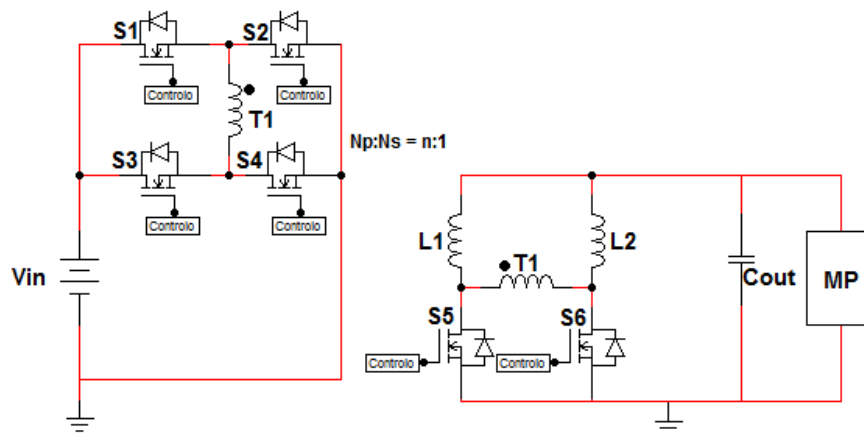 S1
S2
Controlo
Controlo
T1
Np:Ns = n:1
S3
S4
Controlo
Controlo
Vin
L1
L2
T1
Cout
MP
S5
S6
Controlo
Controlo